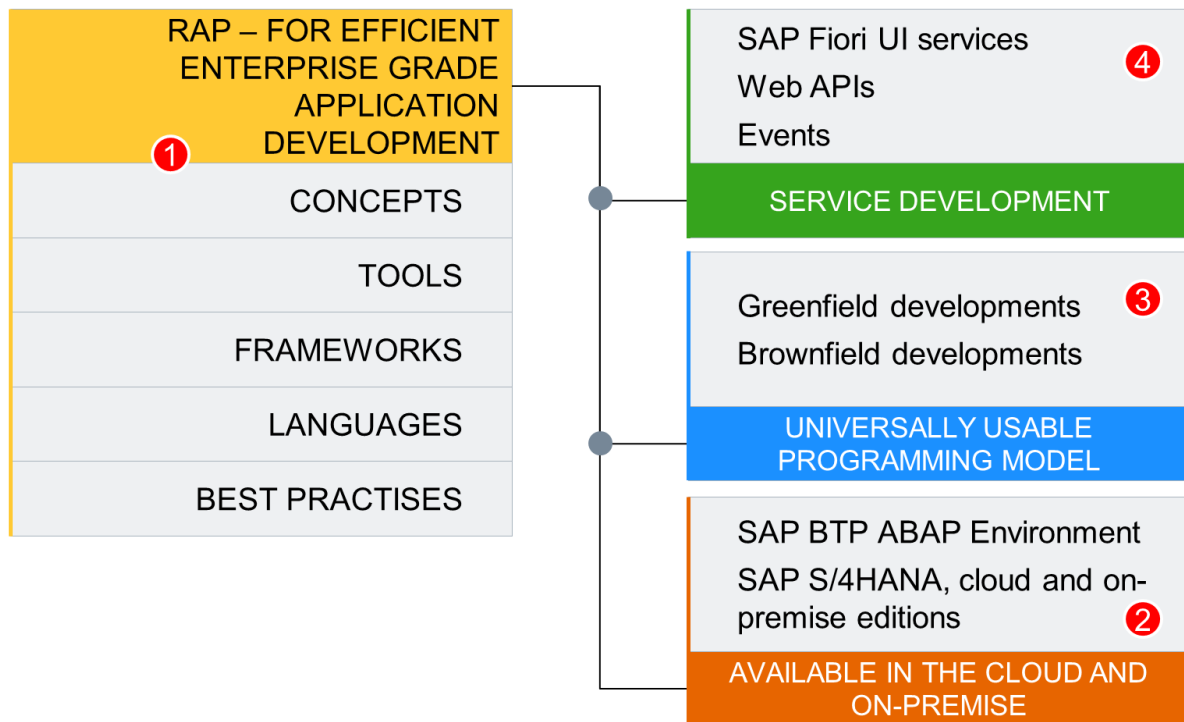 RAP – FOR EFFICIENT
ENTERPRISE GRADE
APPLICATION
DEVELOPMENT
1
CONCEPTS
TOOLS
FRAMEWORKS
LANGUAGES
BEST PRACTISES
SAP Fiori UI services
4
Web APIs
Events
SERVICE DEVELOPMENT
3
Greenfield developments
Brownfield developments
UNIVERSALLY USABLE
PROGRAMMING MODEL
SAP BTP ABAP Environment
SAP S/4HANA, cloud and on-
premise editions
2
AVAILABLE IN THE CLOUD AND
ON-PREMISE